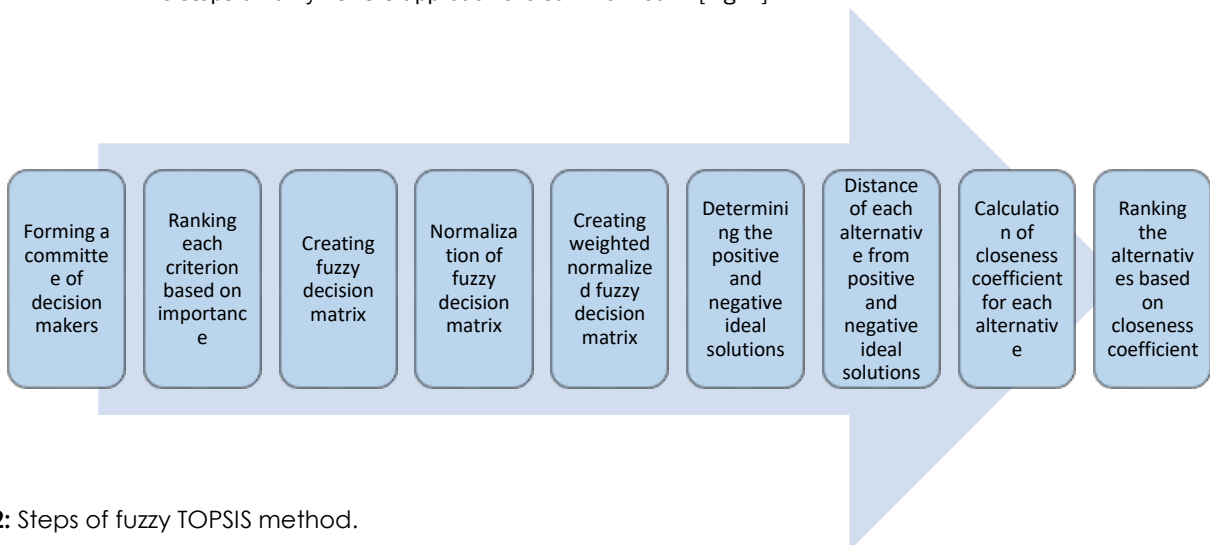 Forming a
committe
e of
decision
makers
Ranking
each
criterion
based on
importanc
e
Creating
fuzzy
decision
matrix
Normaliza
tion of
fuzzy
decision
matrix
Creating
weighted
normalize
d fuzzy
decision
matrix
Determini
ng the
positive
and
negative
ideal
solutions
Distance
of each
alternativ
e from
positive
and
negative
ideal
solutions
Calculatio
n of
closeness
coefficient
for each
alternativ
e
Ranking
the
alternativ
es based
on
closeness
coefficient
2: Steps of fuzzy TOPSIS method.